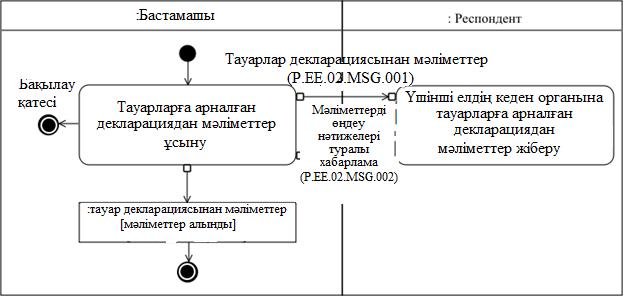 :Бастамашы
: Респондент
Тауарлар декларациясынан мәліметтер
(P.EE.02.MSG.001)
Бақылау
қатесі
Тауарларға арналған
декларациядан мәліметтер
ұсыну
Мәліметтерді
өңдеу
нәтижелері
туралы
хабарлама
(P.EE.02.MSG.002)
Үшінші елдің кеден органына
тауарларға арналған
декларациядан
мәліметтер жіберу
:тауар декларациясынан мәліметтер
[мәліметтер алынды]